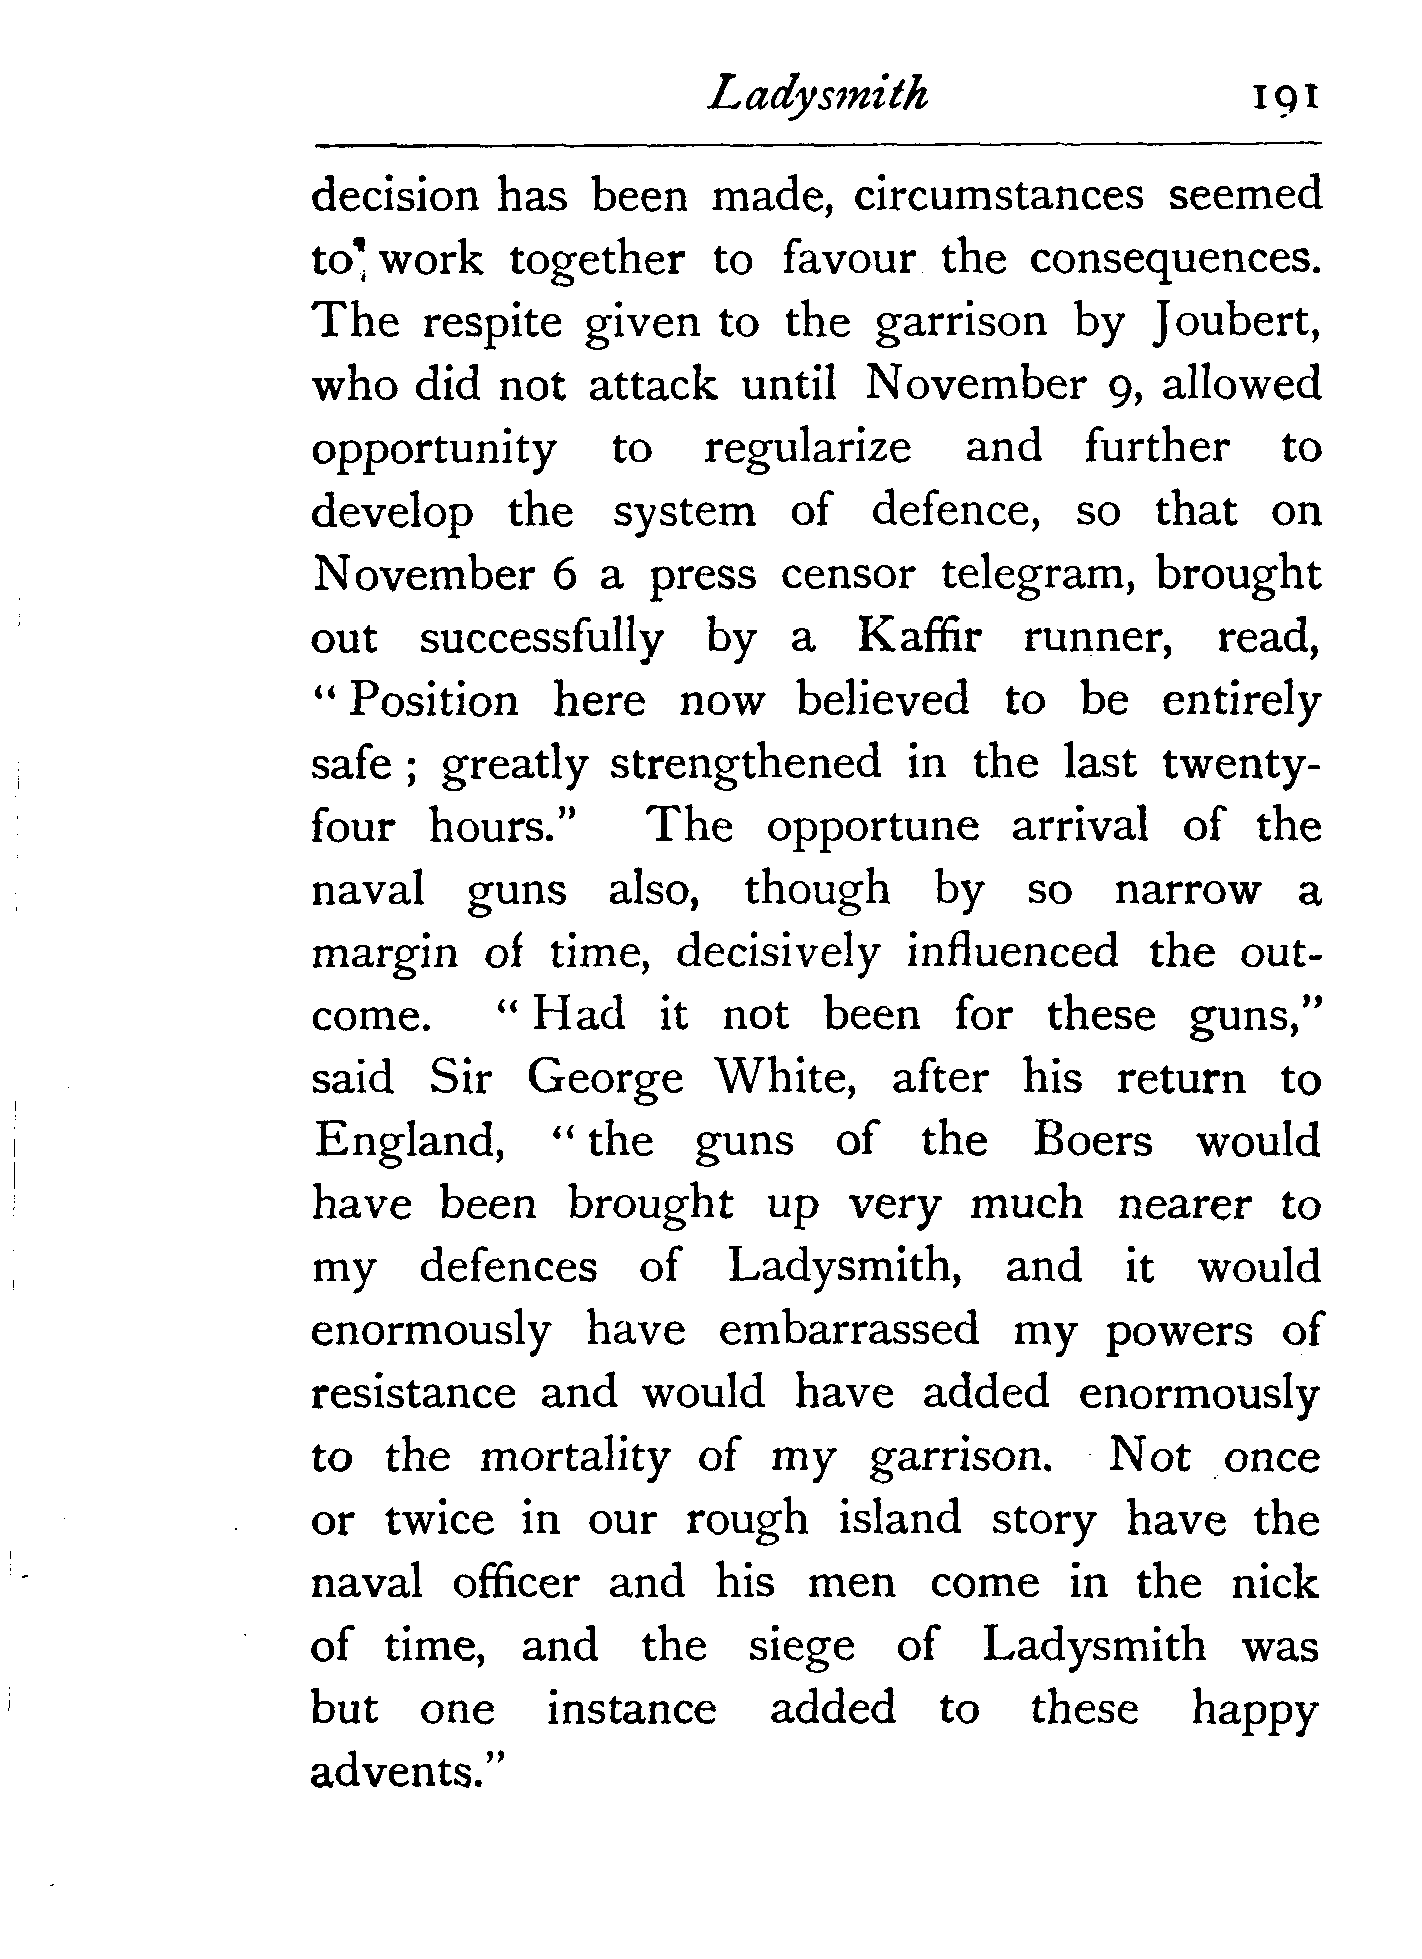 Ladysmith 191
decision has been made, circumstances seemed
to work together to favour the consequences.
The respite given to the garrison by Joubert,
who did not attack until November 9, allowed
opportunity to regularize and further to
develop the system of defence, so that on
November 6 a press censor telegram, brought
out successfully by a Kaffir runner, read,
“ Position here now believed to be entirely
safe ; greatly strengthened in the last twenty-
four hours.” The opportune arrival of the
naval guns also, though by so narrow a
margin of time, decisively influenced the out-
come. “ Had it not been for these guns,”
said Sir George White, after his return to
England, “ the guns of the Boers would
have been brought up very much nearer to
my defences of Ladysmith, and it would
enormously have embarrassed my powers of
resistance and would have added enormously
to the mortality of my garrison. Not once
or twice in our rough island story have the
naval officer and his men come in the nick
of time, and the siege of Ladysmith was
but one instance added to these happy
advents.”